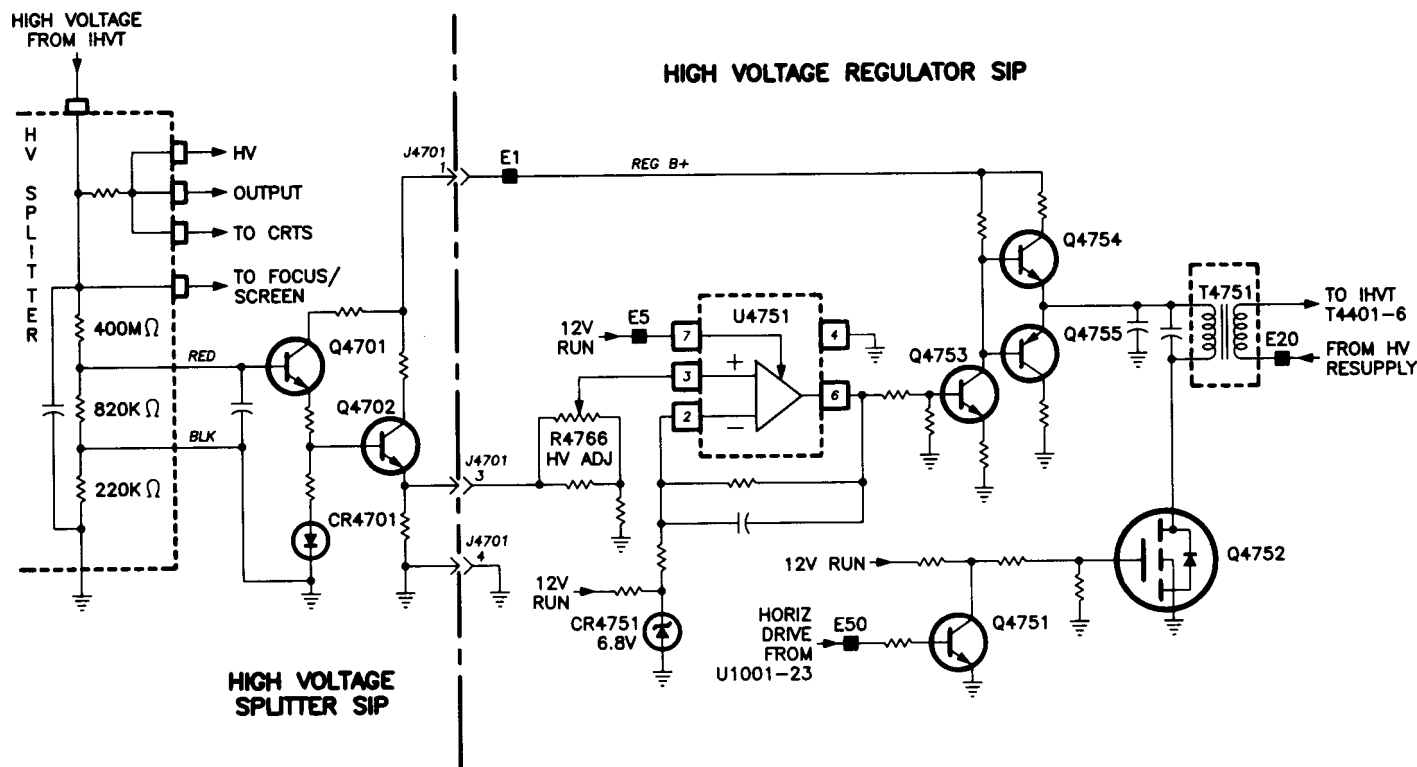 HIGH VOLTAGE
FROM IHVT
HIGH VOLTAGE REGULATOR SIP
HV SPLITTER
HV
OUTPUT
TO CRTS
TO FOCUS/
SCREEN
400MΩ
820KΩ
220KΩ
RED
BLK
Q4701
Q4702
CR4701
J4701
1
E1
REG B+
J4701
3
J4701
4
12V
RUN
E5
7
3
2
U4751
4
6
+
−
R4766
HV ADJ
12V
RUN
CR4751
6.8V
Q4753
Q4754
Q4755
T4751
TO IHVT
T4401-6
E20
FROM HV
RESUPPLY
Q4752
12V RUN
HORIZ
DRIVE
FROM
U1001-23
E50
Q4751
HIGH VOLTAGE
SPLITTER SIP